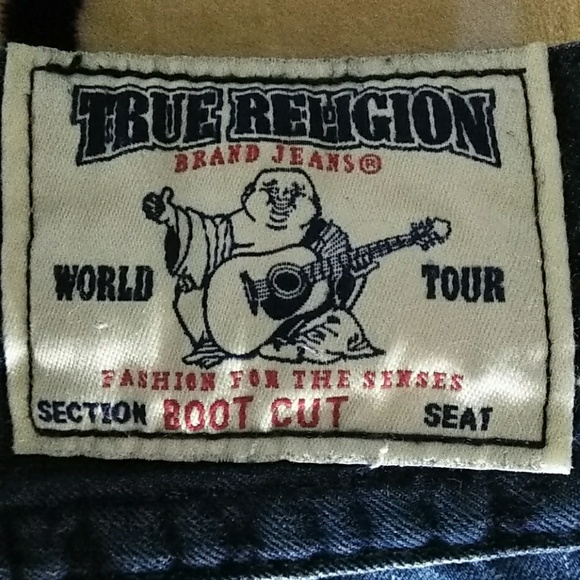 TRUE RELIGION
BRAND JEANS®
WORLD TOUR
FASHION FOR THE SENSES
SECTION BOOT CUT SEAT